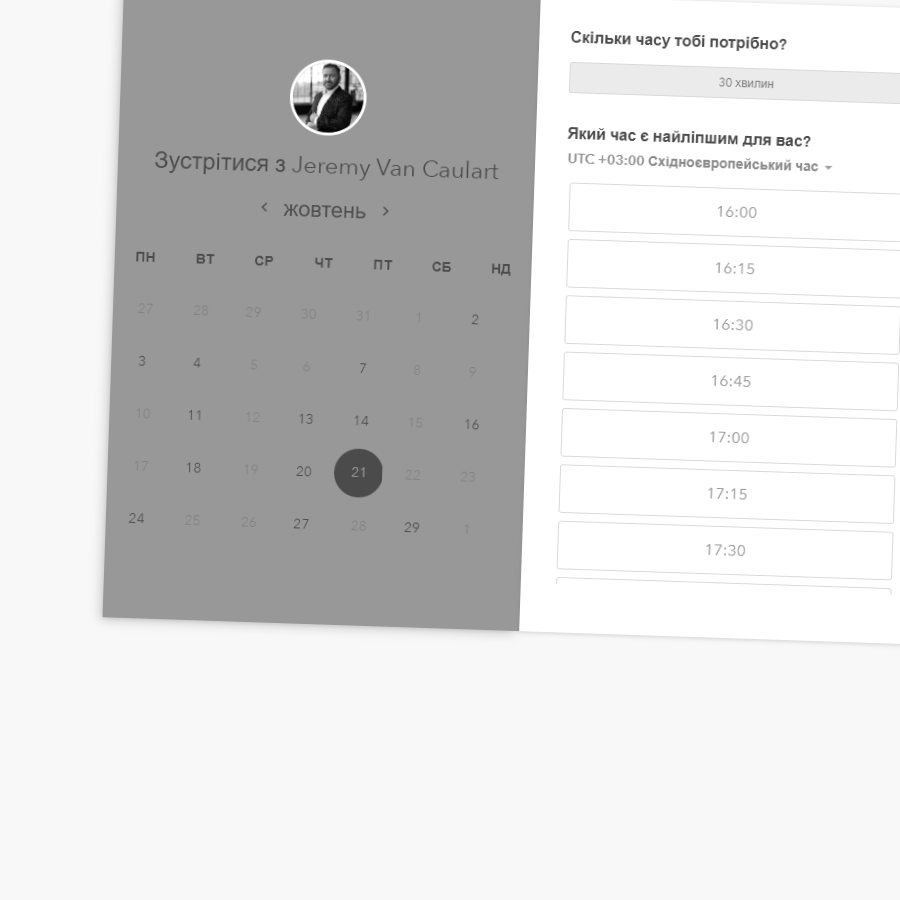 Зустрітися з Jeremy Van Caulart
жовтень
ПН ВТ СР ЧТ ПТ СБ НД
27 28 29 30 31 1 2
3 4 5 6 7 8 9
10 11 12 13 14 15 16
17 18 19 20 21 22 23
24 25 26 27 28 29 1
Скільки часу тобі потрібно?
30 хвилин
Який час є найліпшим для вас?
UTC +03:00 Східноєвропейський час
16:00
16:15
16:30
16:45
17:00
17:15
17:30